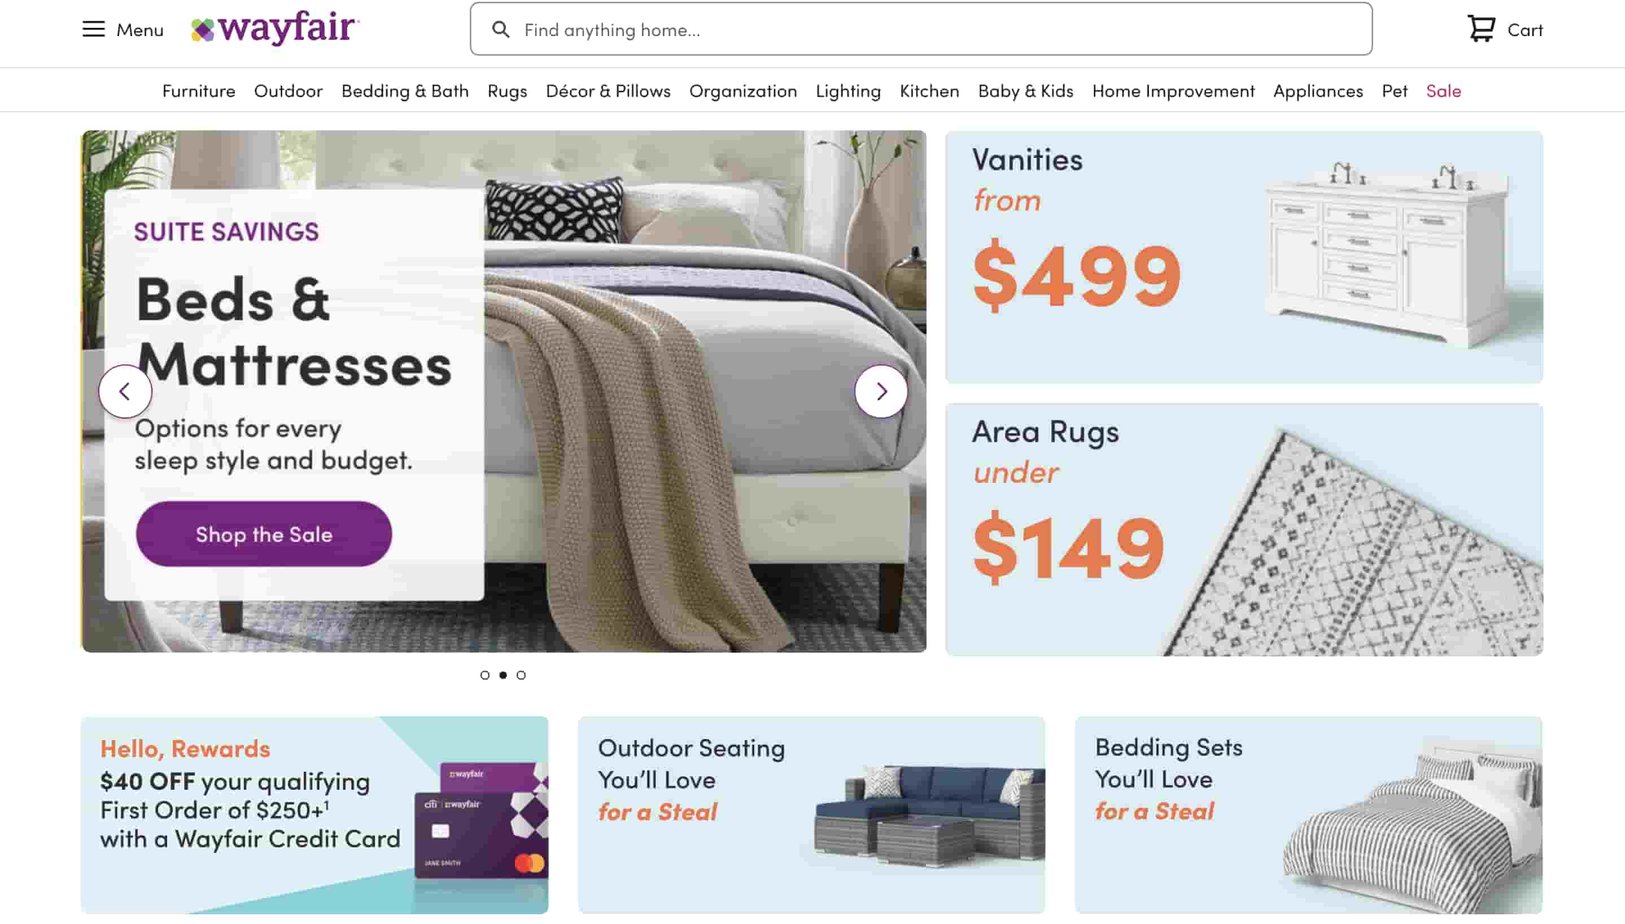 Menu
wayfair
Find anything home...
Cart
Furniture Outdoor Bedding & Bath Rugs Décor & Pillows Organization Lighting Kitchen Baby & Kids Home Improvement Appliances Pet Sale
SUITE SAVINGS
Beds &
Mattresses
Options for every
sleep style and budget.
Shop the Sale
Vanities
from
$499
Area Rugs
under
$149
Hello, Rewards
$40 OFF your qualifying
First Order of $250+¹
with a Wayfair Credit Card
wayfair
citi wayfair
JANE SMITH
Outdoor Seating
You'll Love
for a Steal
Bedding Sets
You'll Love
for a Steal